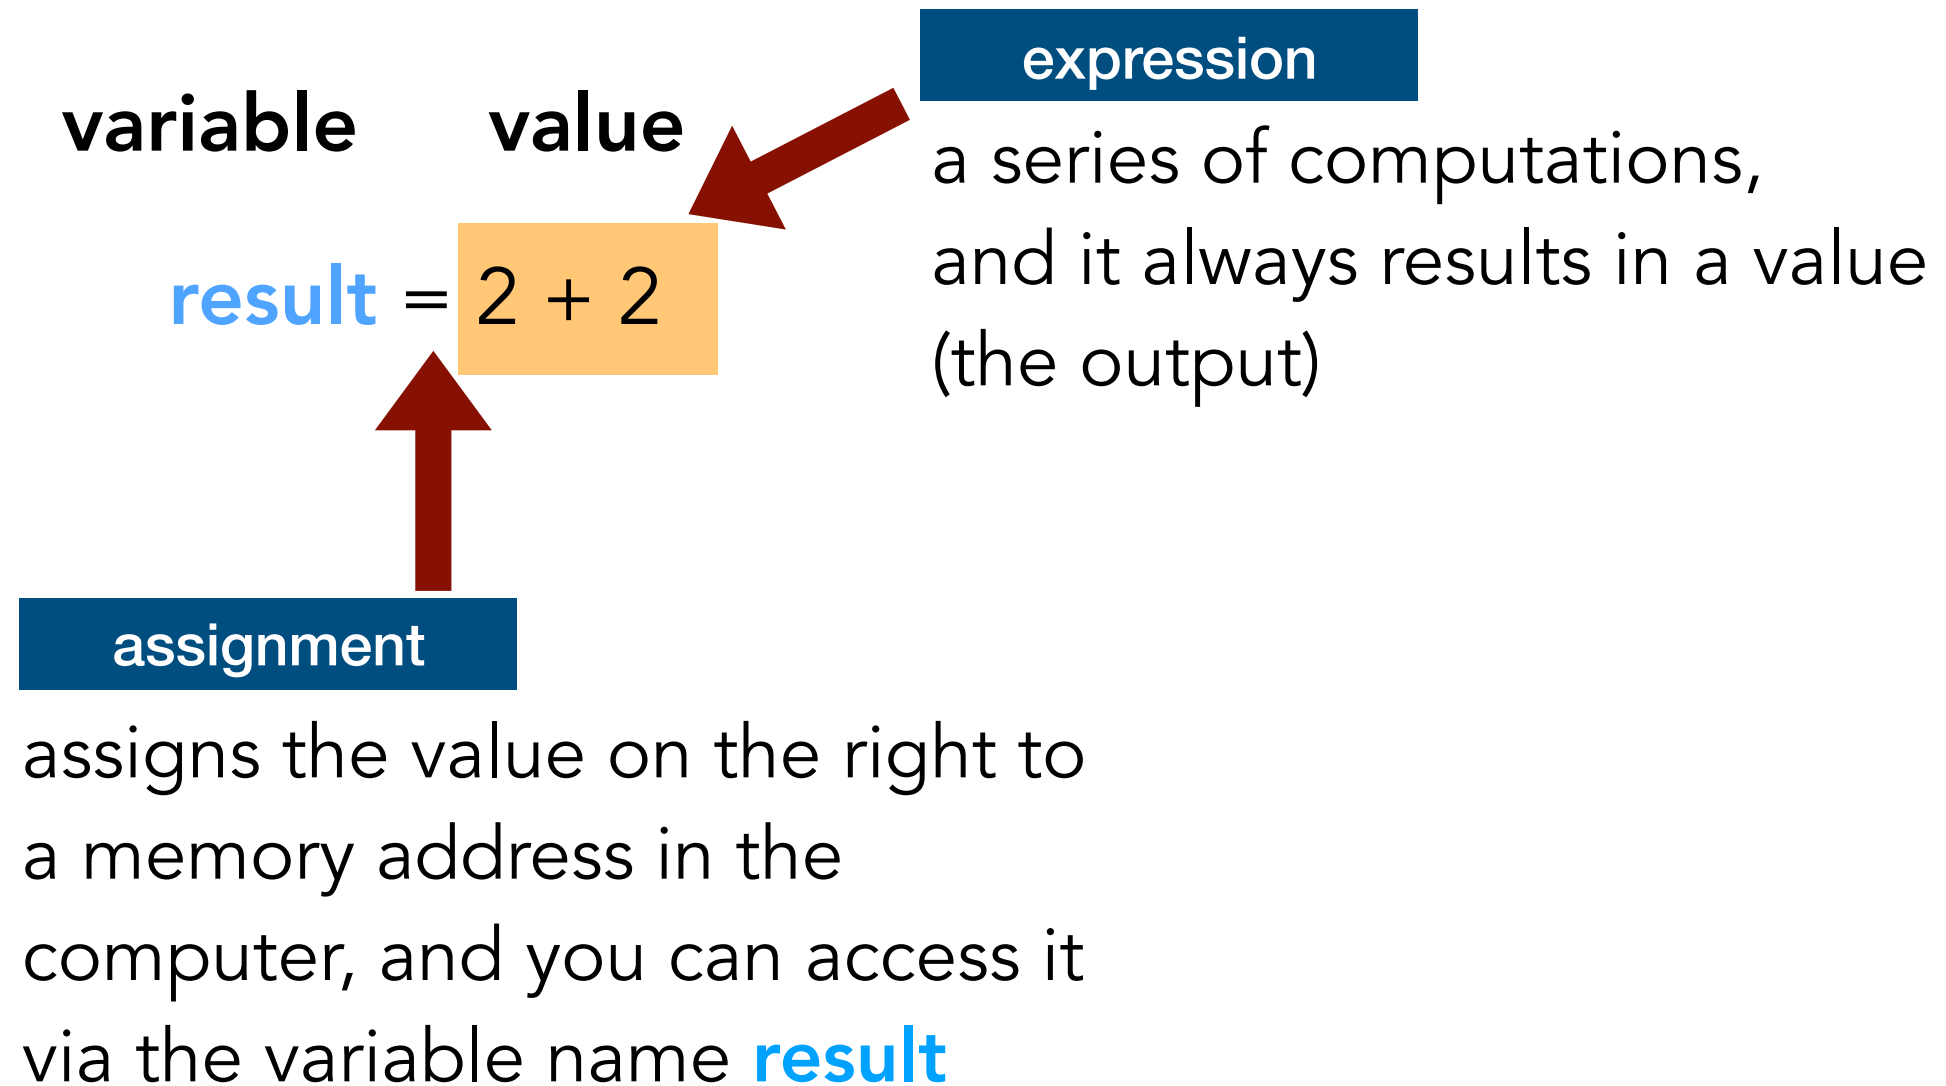 variable value
result = 2 + 2
expression
a series of computations,
and it always results in a value
(the output)
assignment
assigns the value on the right to
a memory address in the
computer, and you can access it
via the variable name result